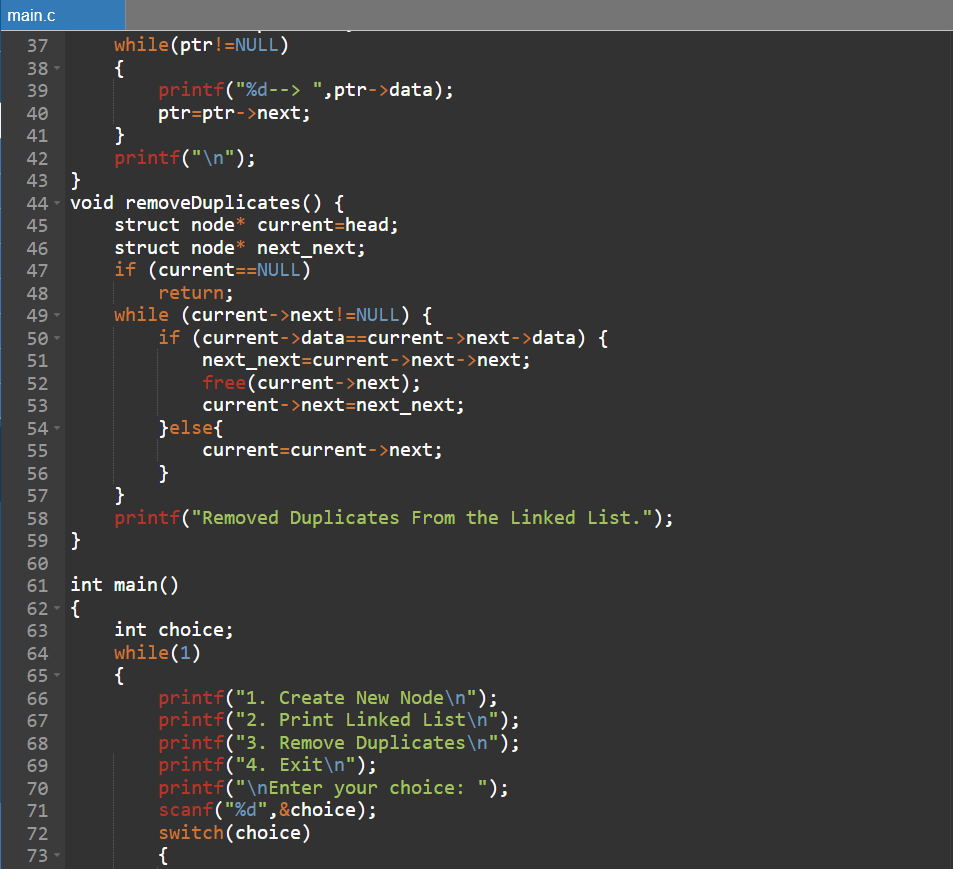 main.c
37 while(ptr!=NULL)
38 {
39 printf("%d--> ",ptr->data);
40 ptr=ptr->next;
41 }
42 printf("\n");
43 }
44 void removeDuplicates() {
45 struct node* current=head;
46 struct node* next_next;
47 if (current==NULL)
48 return;
49 while (current->next!=NULL) {
50 if (current->data==current->next->data) {
51 next_next=current->next->next;
52 free(current->next);
53 current->next=next_next;
54 }else{
55 current=current->next;
56 }
57 }
58 printf("Removed Duplicates From the Linked List.");
59 }
60
61 int main()
62 {
63 int choice;
64 while(1)
65 {
66 printf("1. Create New Node\n");
67 printf("2. Print Linked List\n");
68 printf("3. Remove Duplicates\n");
69 printf("4. Exit\n");
70 printf("\nEnter your choice: ");
71 scanf("%d",&choice);
72 switch(choice)
73 {